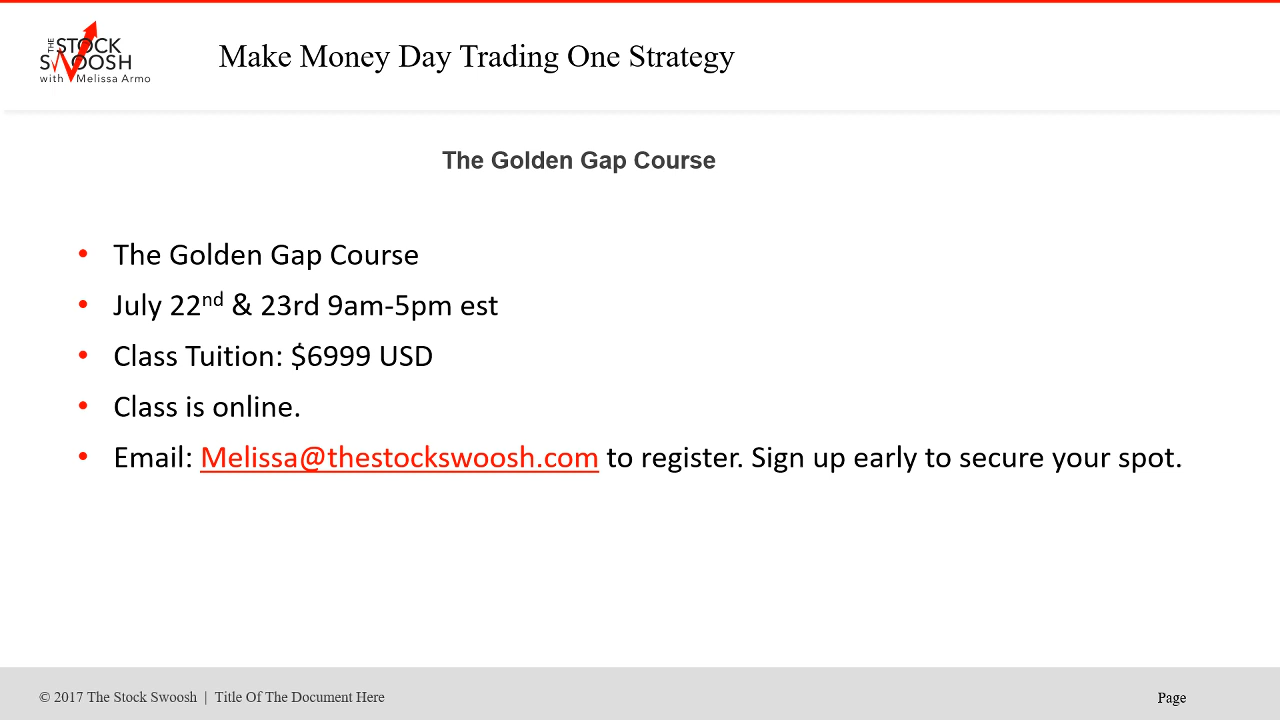 THE STOCK
SWOOSH
with Melissa Armo
Make Money Day Trading One Strategy
The Golden Gap Course
• The Golden Gap Course
• July 22nd & 23rd 9am-5pm est
• Class Tuition: $6999 USD
• Class is online.
• Email: Melissa@thestockswoosh.com to register. Sign up early to secure your spot.
© 2017 The Stock Swoosh | Title Of The Document Here
Page